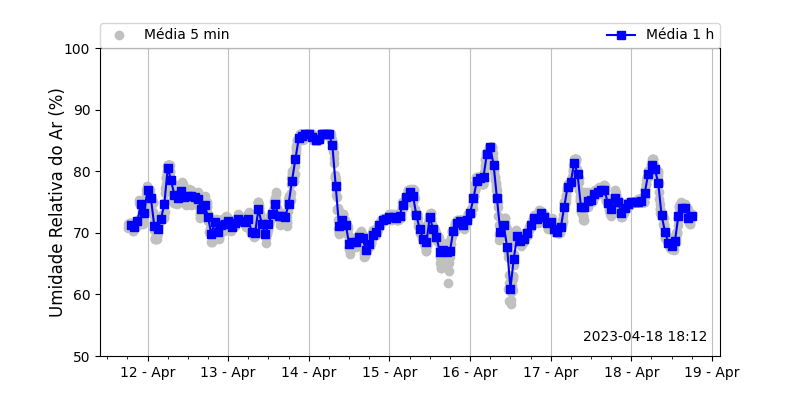 Média 5 min
Média 1 h
100
90
80
70
60
50
Umidade Relativa do Ar (%)
2023-04-18 18:12
12 - Apr
13 - Apr
14 - Apr
15 - Apr
16 - Apr
17 - Apr
18 - Apr
19 - Apr